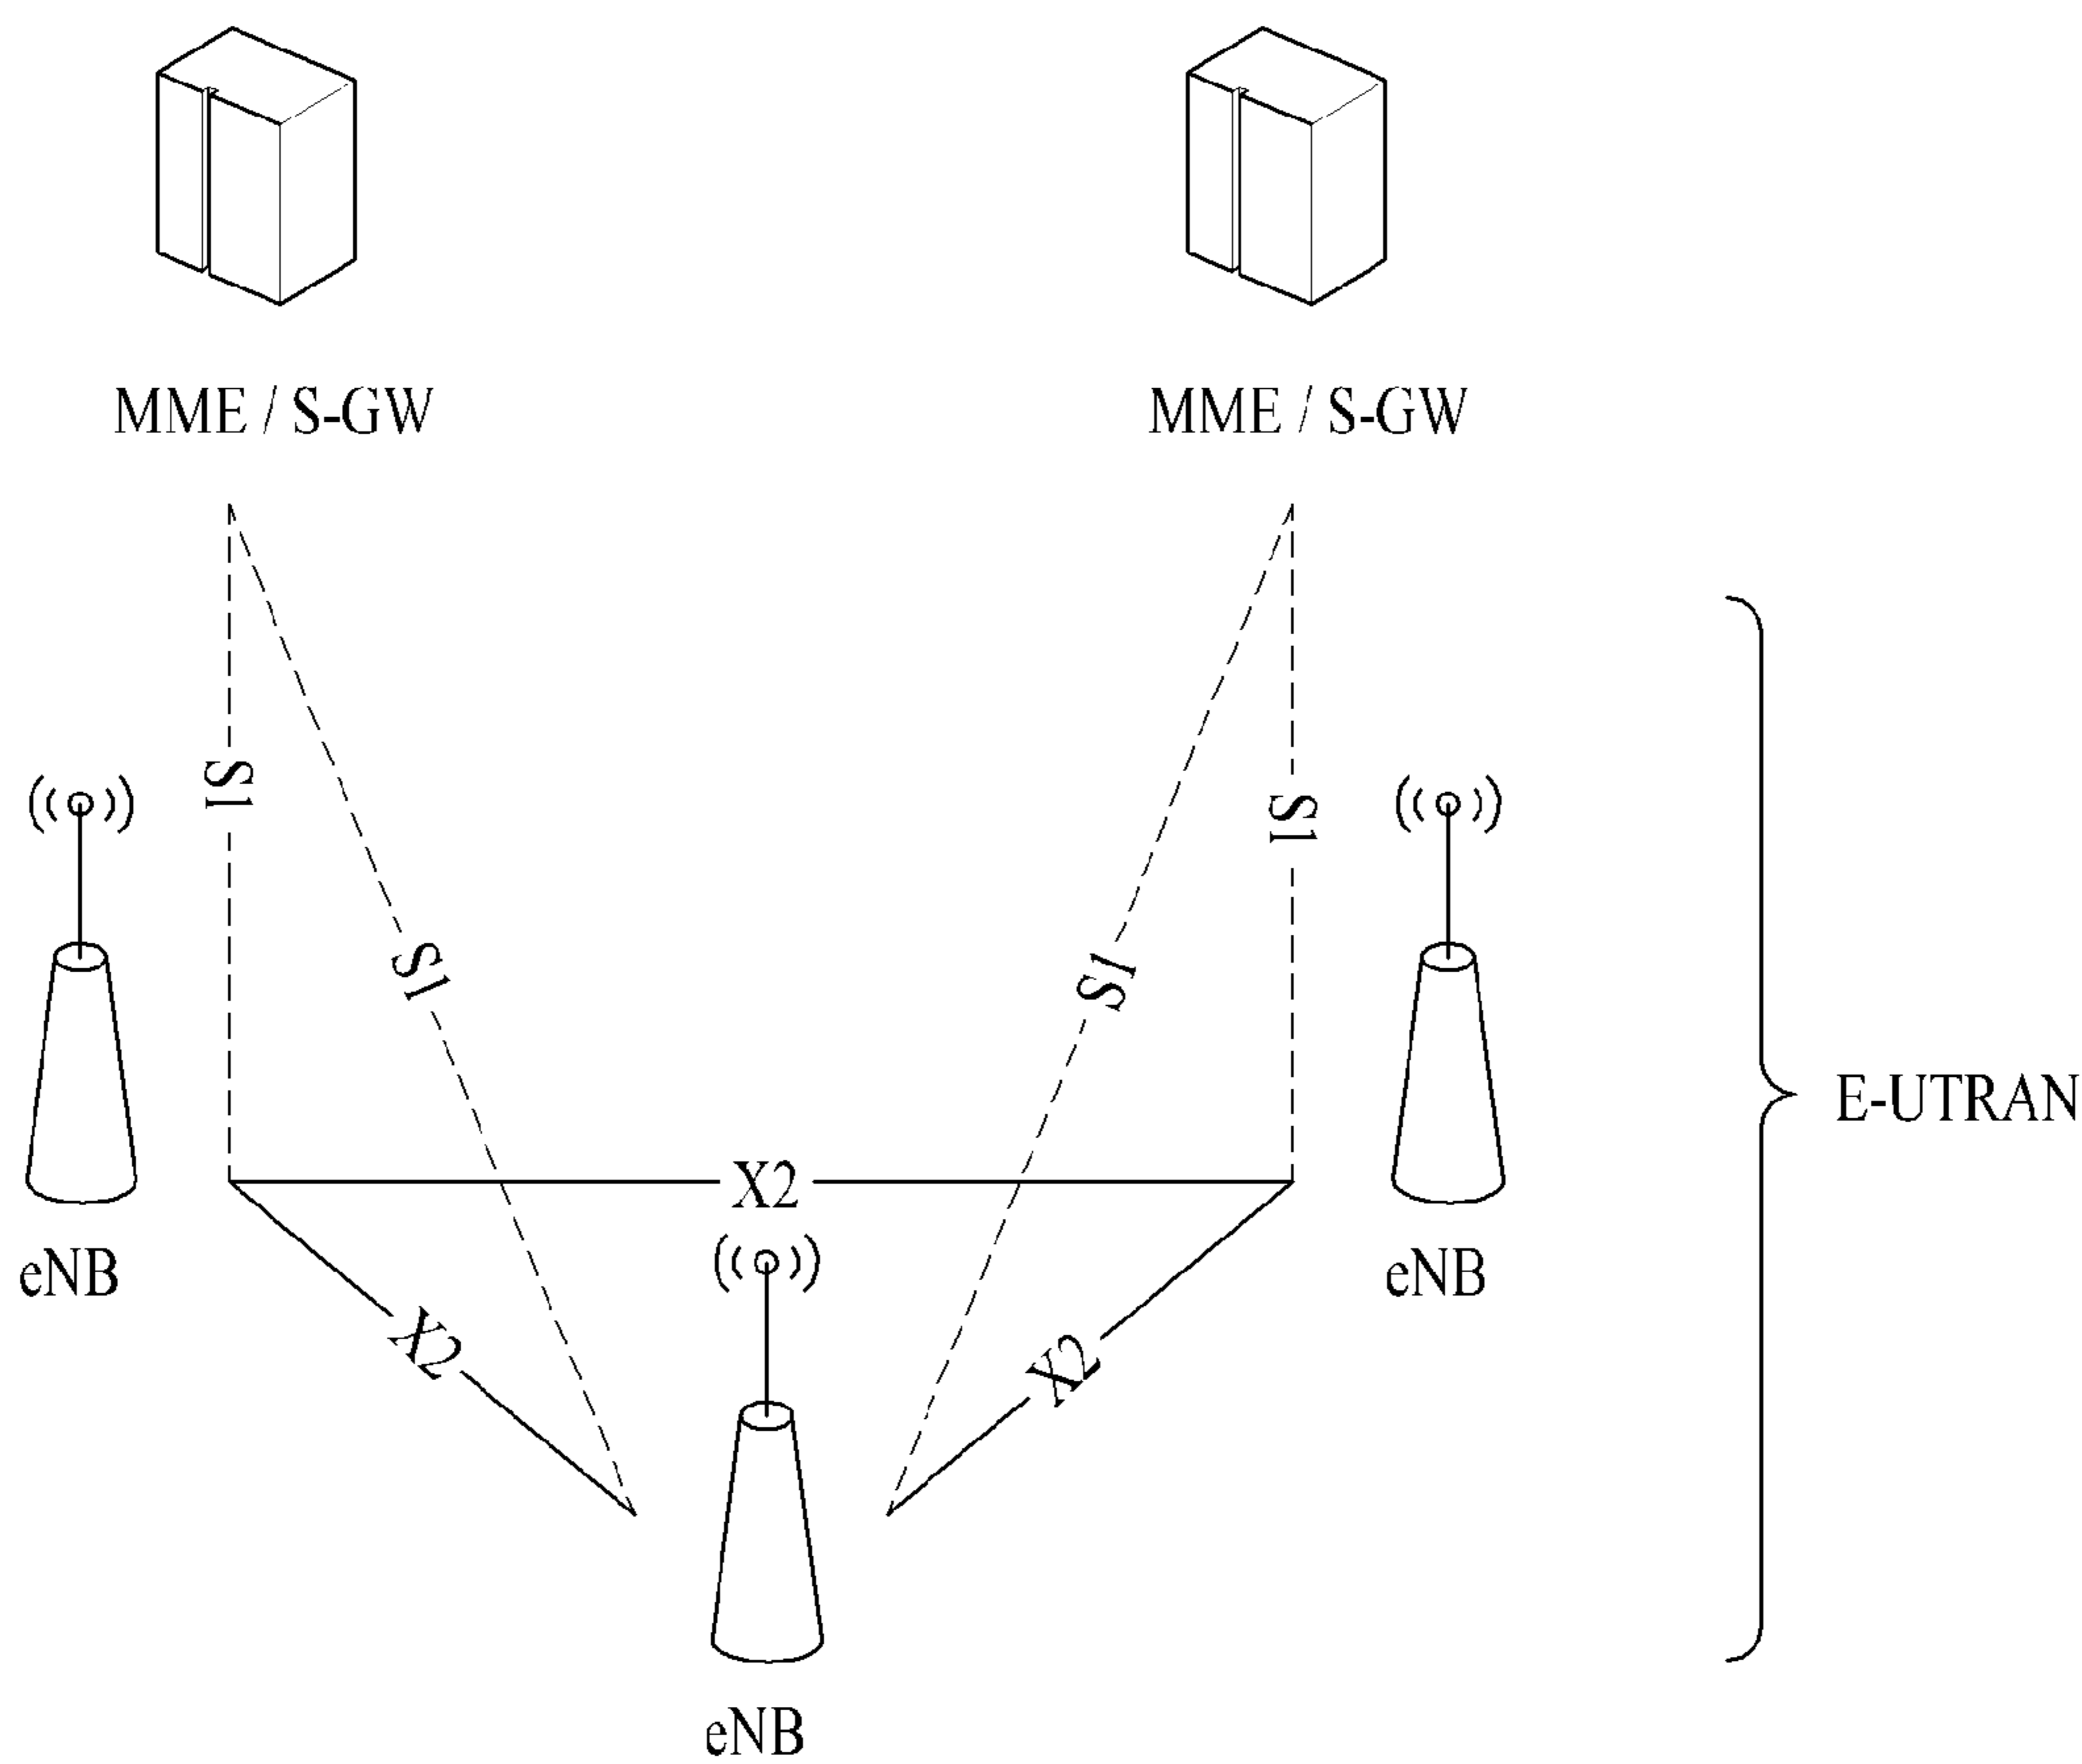 MME / S-GW
MME / S-GW
S1
S1
S1
S1
E-UTRAN
X2
eNB
eNB
X2
X2
eNB